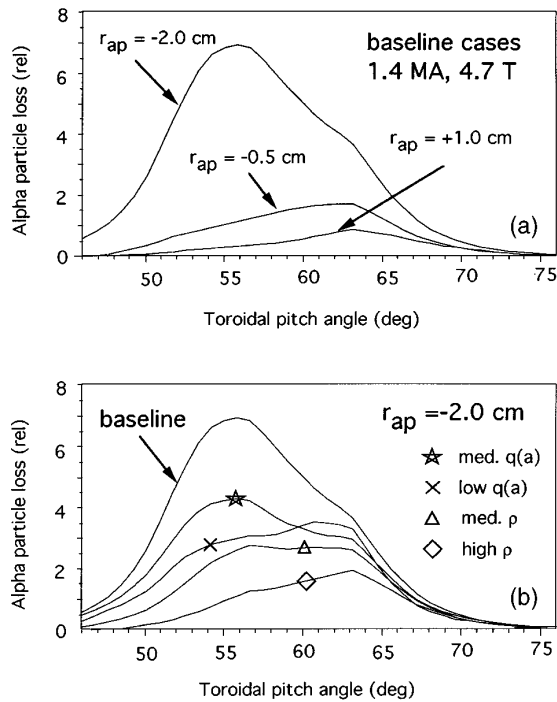 8
6
4
2
0
Alpha particle loss (rel)
r_ap = -2.0 cm
baseline cases
1.4 MA, 4.7 T
r_ap = +1.0 cm
r_ap = -0.5 cm
(a)
50 55 60 65 70 75
Toroidal pitch angle (deg)
8
6
4
2
0
Alpha particle loss (rel)
baseline
r_ap =-2.0 cm
med. q(a)
low q(a)
med. ρ
high ρ
(b)
50 55 60 65 70 75
Toroidal pitch angle (deg)